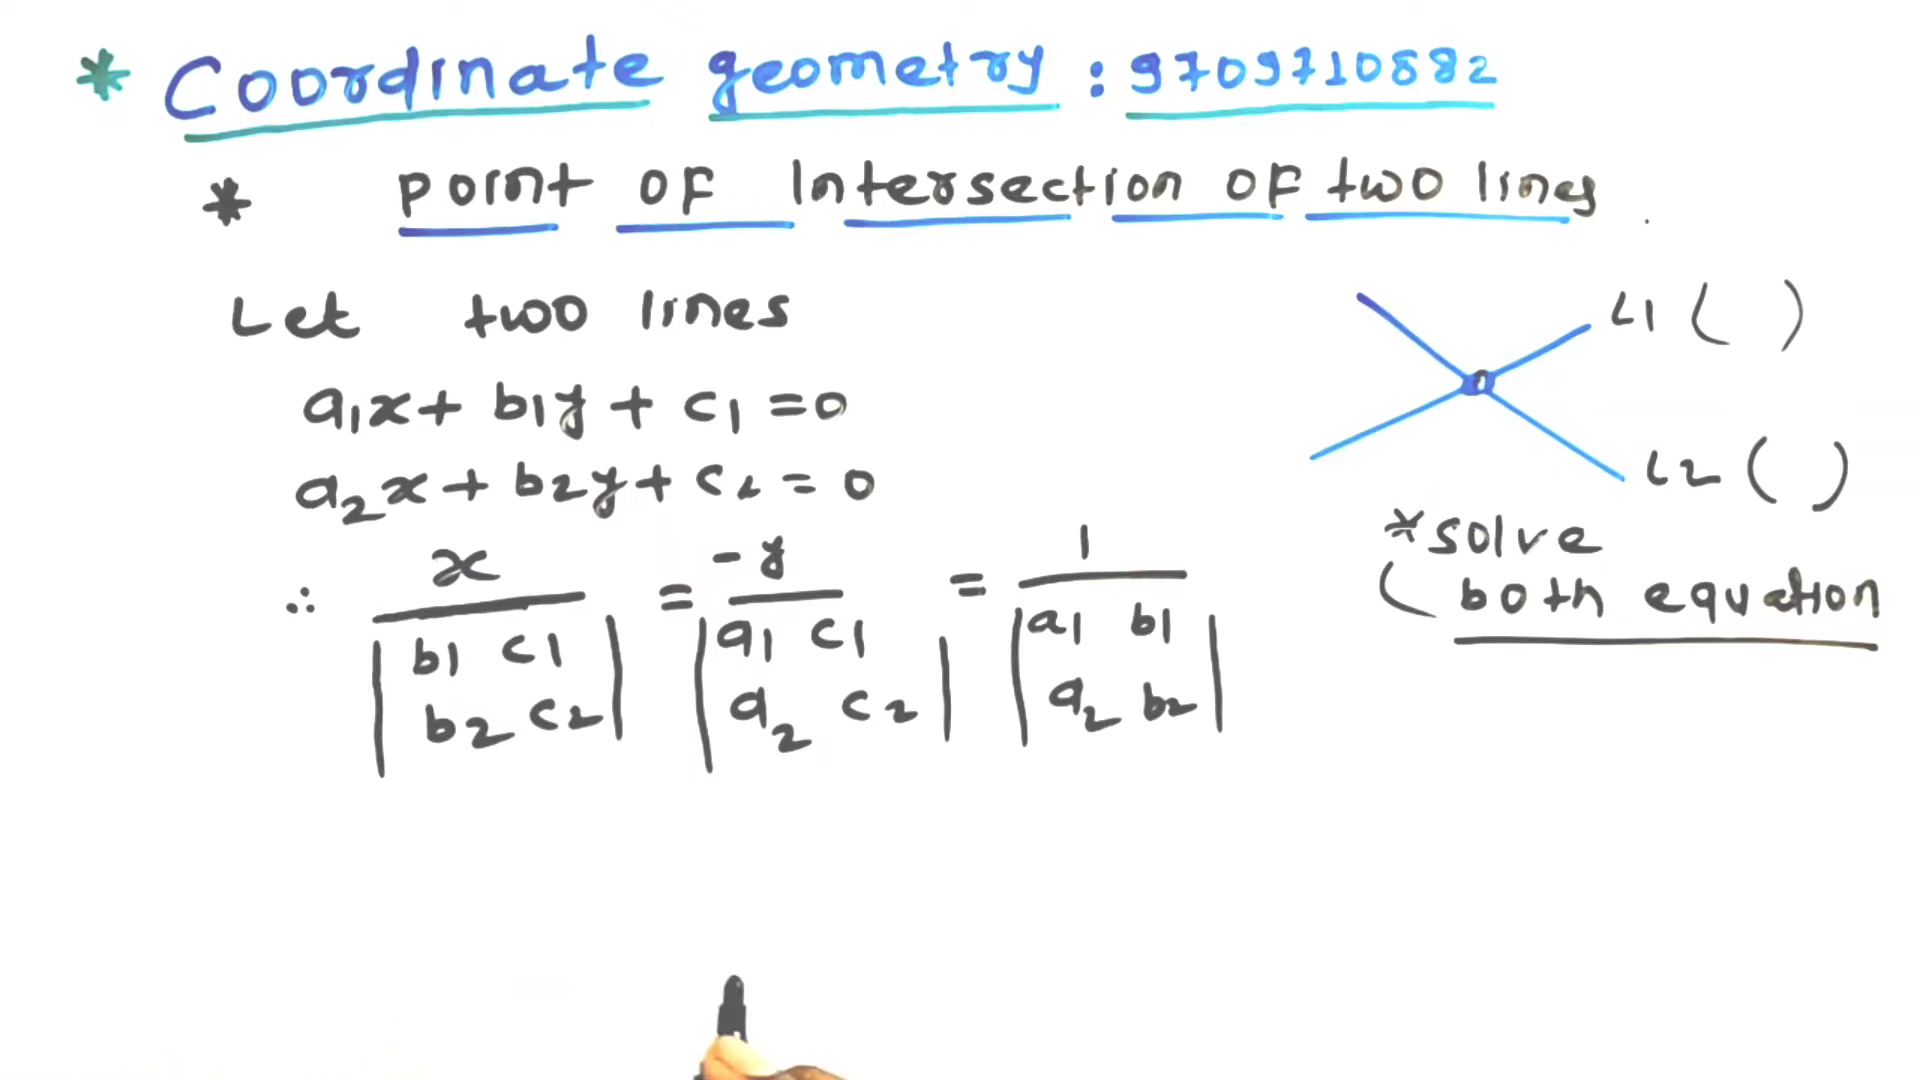 * Coordinate geometry : 9709710882
* Point OF Intersection OF two lines
Let two lines
a1x + b1y + c1 = 0
a2x + b2y + c2 = 0
∴ x / |b1 c1 b2 c2| = -y / |a1 c1 a2 c2| = 1 / |a1 b1 a2 b2|
L1 ( )
L2 ( )
* solve
( both equation